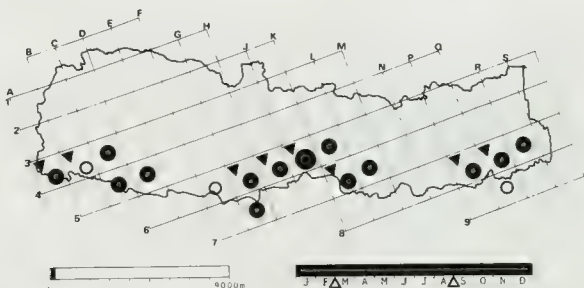 B C D E F
G H
J K
L M
N P Q
R S
A
1
2
3
4
5
6
7
8
9
9000m
J F M A M J J A S O N D